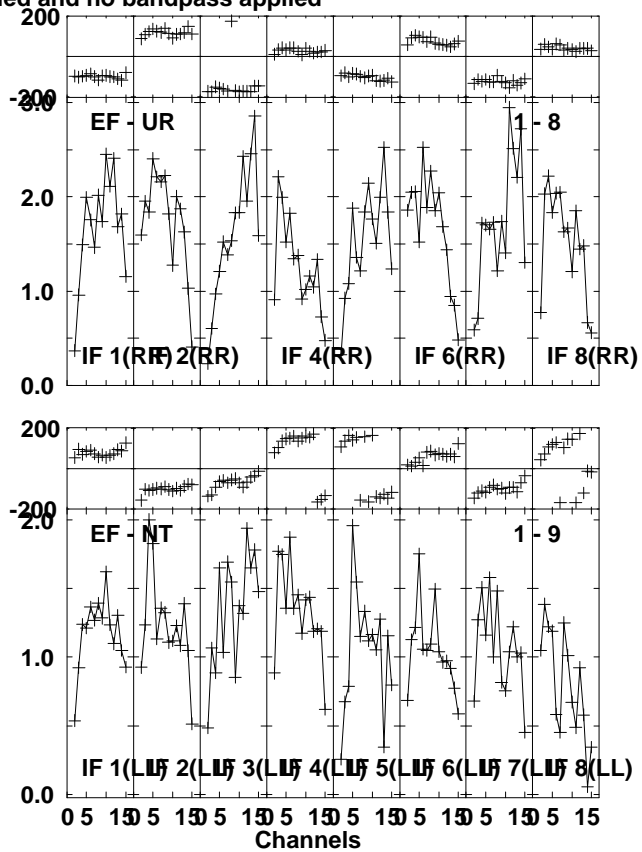 ed and no bandpass applied
200
-200
3.0
EF - UR
1 - 8
2.0
1.0
IF 1(RR)
IF 2(RR)
IF 4(RR)
IF 6(RR)
IF 8(RR)
0.0
200
-200
2.0
EF - NT
1 - 9
1.0
IF 1(LL)
IF 2(LL)
IF 3(LL)
IF 4(LL)
IF 5(LL)
IF 6(LL)
IF 7(LL)
IF 8(LL)
0.0
0 5 15 0 5 15 0 5 15 0 5 15
Channels